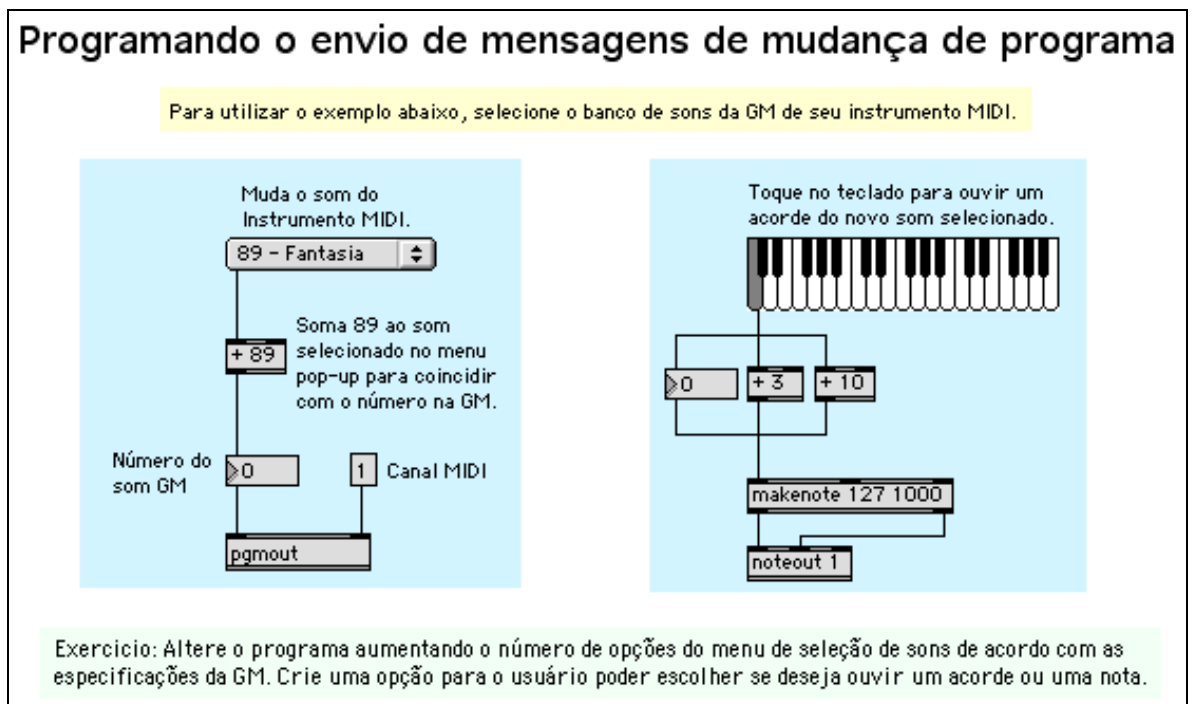 Programando o envio de mensagens de mudança de programa
Para utilizar o exemplo abaixo, selecione o banco de sons da GM de seu instrumento MIDI.
Muda o som do
Instrumento MIDI.
89 - Fantasia
+ 89
Soma 89 ao som
selecionado no menu
pop-up para coincidir
com o número na GM.
Número do
som GM
0
1
Canal MIDI
pgmout
Toque no teclado para ouvir um
acorde do novo som selecionado.
0
+ 3
+ 10
makenote 127 1000
noteout 1
Exercicio: Altere o programa aumentando o número de opções do menu de seleção de sons de acordo com as
especificações da GM. Crie uma opção para o usuário poder escolher se deseja ouvir um acorde ou uma nota.